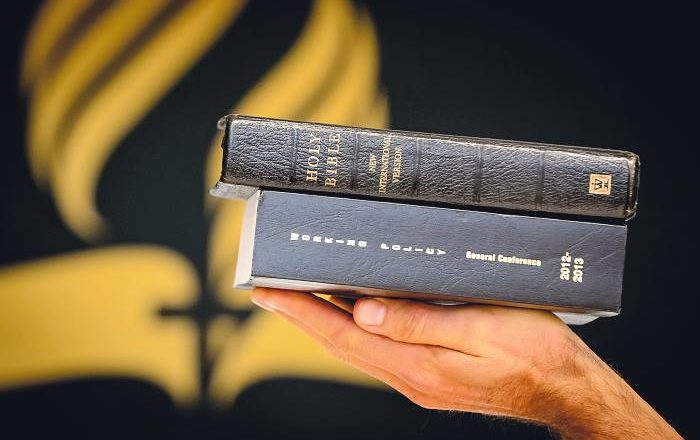 HOLY
BIBLE
NEW
INTERNATIONAL
VERSION
WORKING POLICY
General Conference
2012-
2013